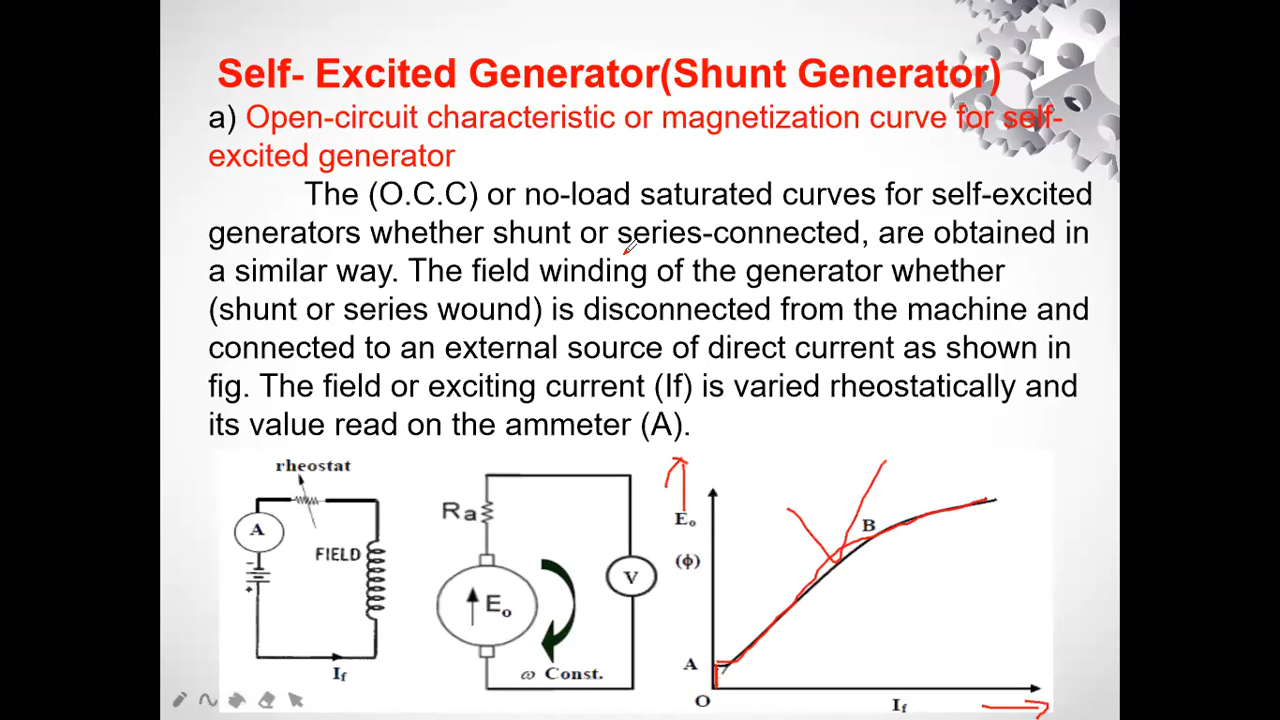 Self- Excited Generator(Shunt Generator)
a) Open-circuit characteristic or magnetization curve for self-
excited generator
The (O.C.C) or no-load saturated curves for self-excited
generators whether shunt or series-connected, are obtained in
a similar way. The field winding of the generator whether
(shunt or series wound) is disconnected from the machine and
connected to an external source of direct current as shown in
fig. The field or exciting current (If) is varied rheostatically and
its value read on the ammeter (A).
rheostat
A
FIELD
- 
+
If
Ra
Eo
V
ω Const.
Eo
(ϕ)
B
A
O
If